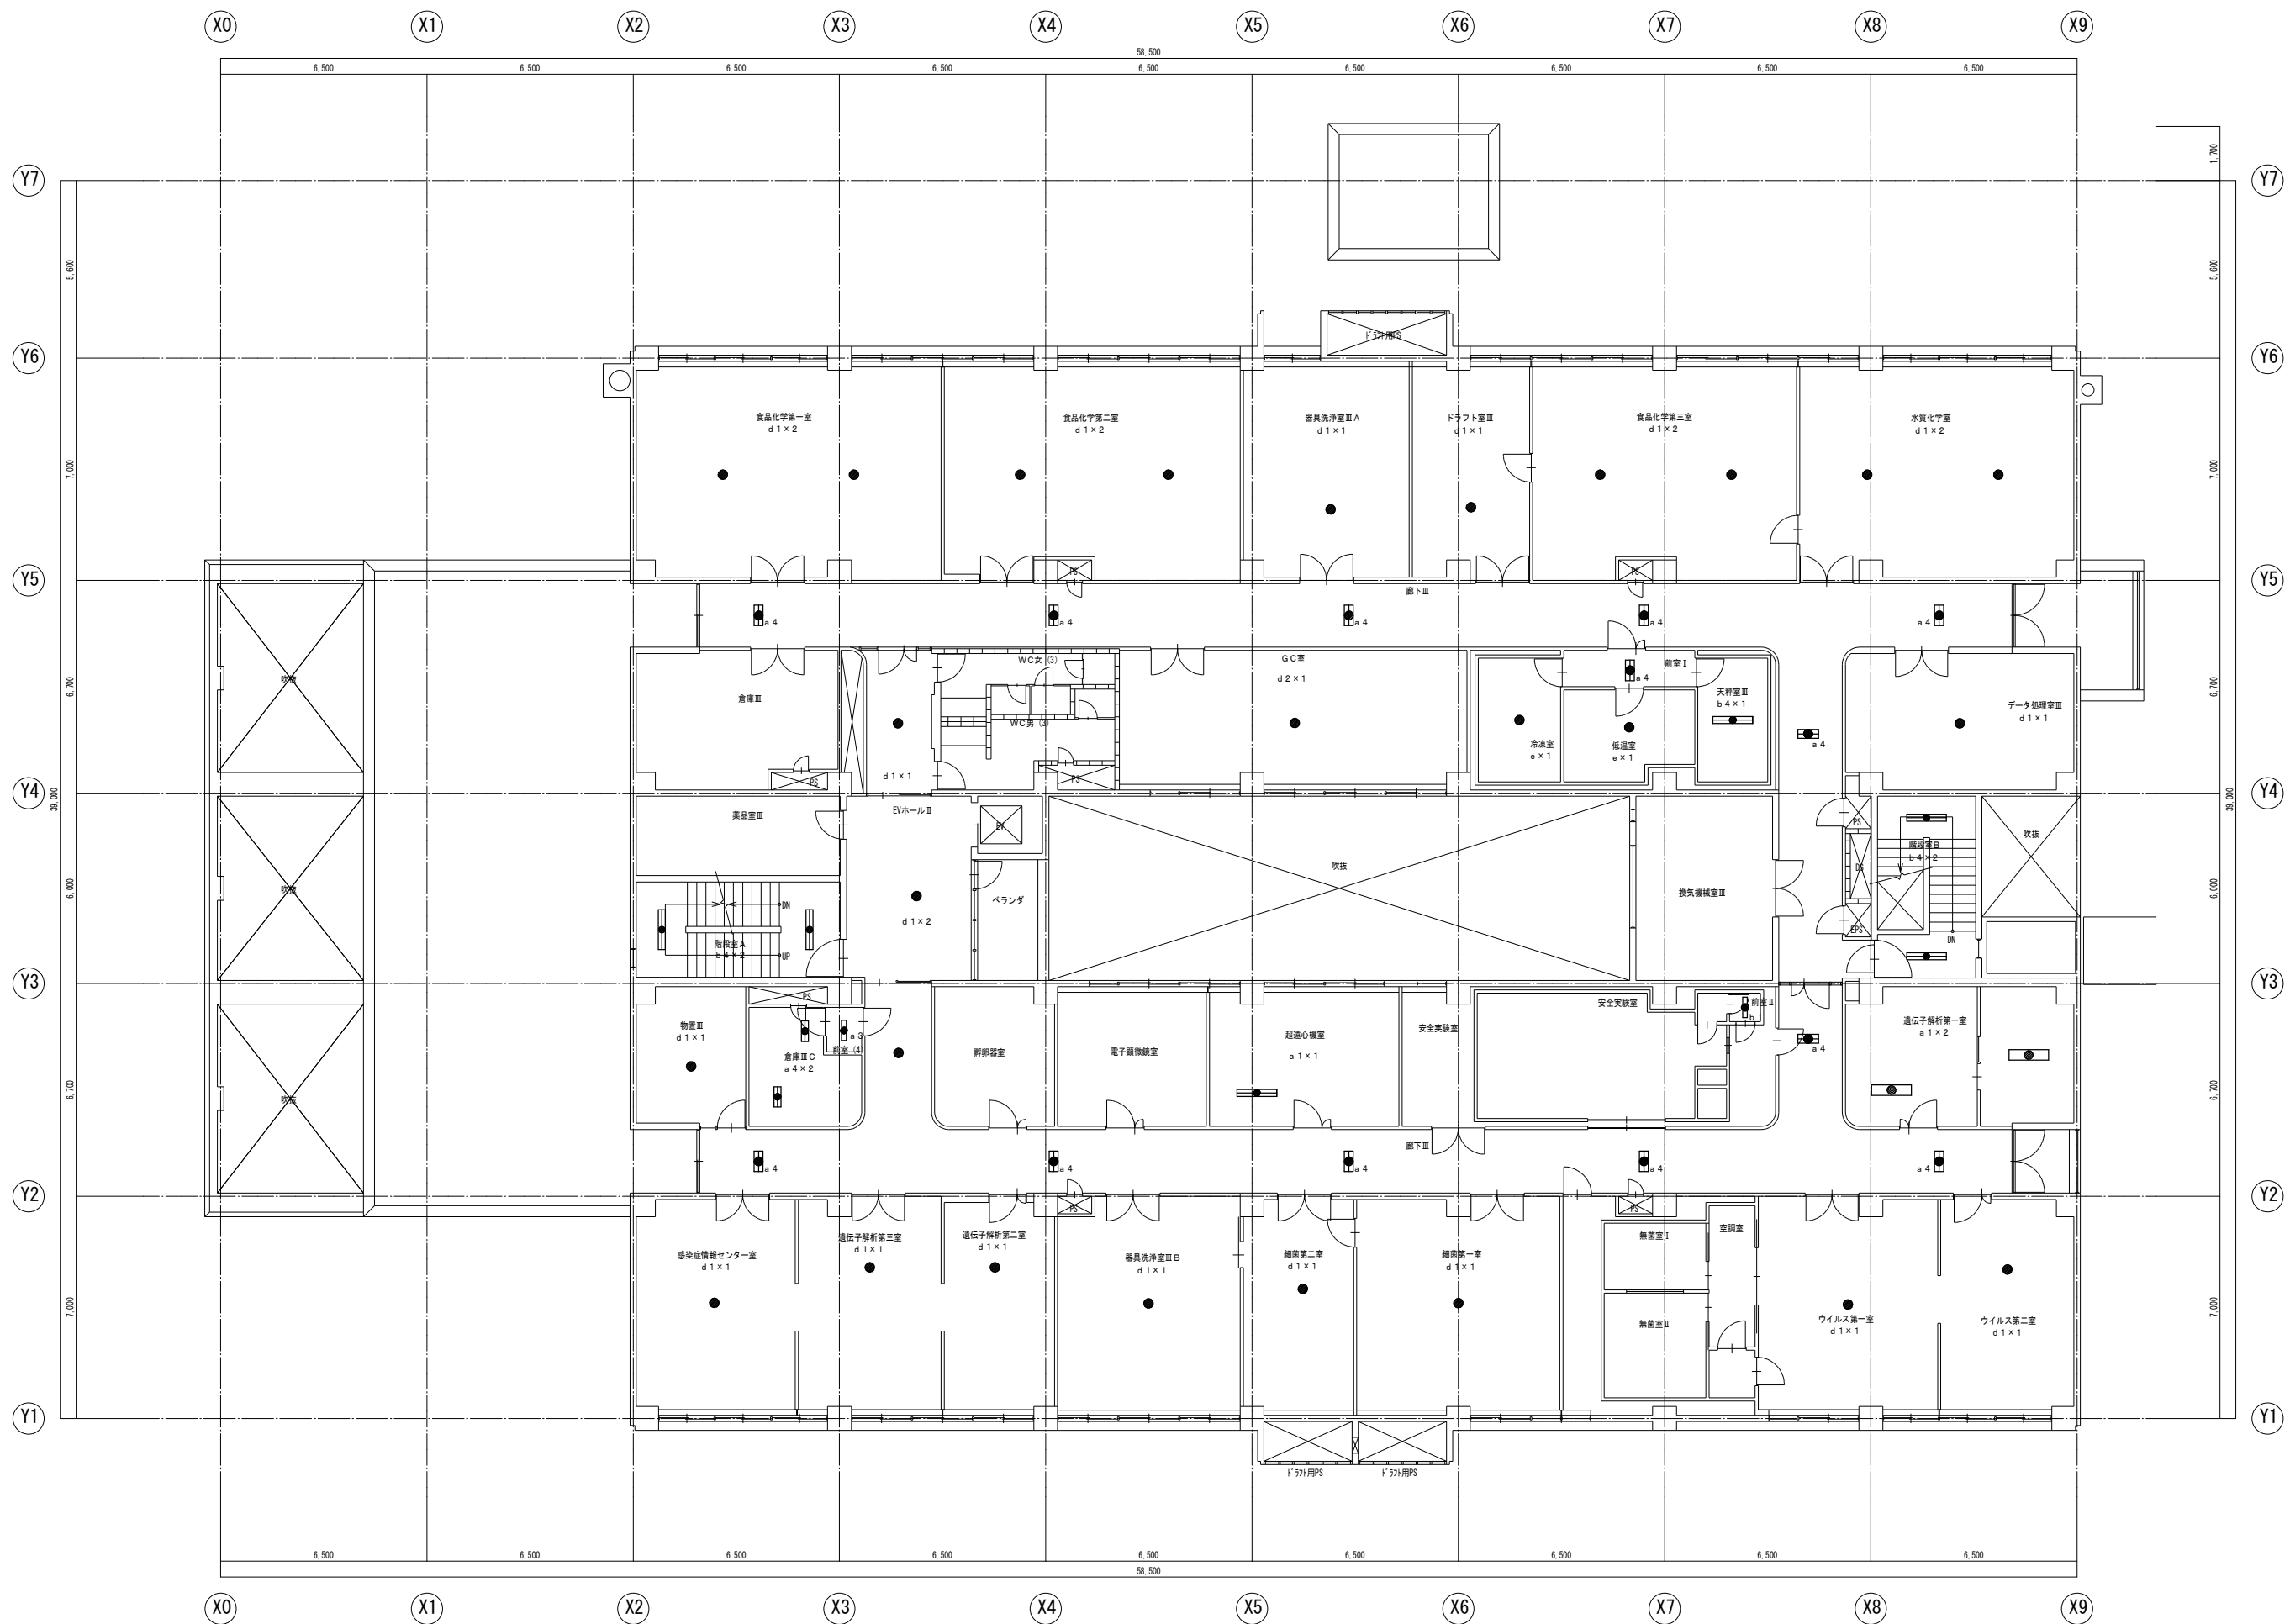 X0 X1 X2 X3 X4 X5 X6 X7 X8 X9
58,500
6,500 6,500 6,500 6,500 6,500 6,500 6,500 6,500 6,500
1,700
Y7 Y7
5,600 5,600
ドラフト用PS
Y6 Y6
食品化学第一室
d1×2
食品化学第二室
d1×2
器具洗浄室ⅢA
d1×1
ドラフト室Ⅲ
d1×1
食品化学第三室
d1×2
水質化学室
d1×2
7,000 7,000
PS PS
Y5 Y5
廊下Ⅲ
a4 a4 a4 a4 a4
吹抜
倉庫Ⅲ
PS
d1×1
WC女(3)
WC男(3)
PS
GC室
d2×1
前室Ⅰ
a4
冷凍室
e×1
低温室
e×1
天秤室Ⅲ
b4×1
a4
データ処理室Ⅲ
d1×1
6,700 6,700
Y4 Y4
39,000 39,000
吹抜
薬品室Ⅲ
EVホールⅡ
EV
d1×2
ベランダ
吹抜
換気機械室Ⅲ
PS
DS
EPS
階段室B
b4×2
DN
吹抜
階段室A
b4×2
DN
UP
6,000 6,000
Y3 Y3
吹抜
PS
物置Ⅲ
d1×1
倉庫ⅢC
a4×2
a3
前室(4)
孵卵器室
電子顕微鏡室
超遠心機室
a1×1
安全実験室
安全実験室
前室Ⅱ
b1
a4
遺伝子解析第一室
a1×2
6,700 6,700
廊下Ⅲ
a4 a4 a4 a4 a4
Y2 Y2
PS PS
感染症情報センター室
d1×1
遺伝子解析第三室
d1×1
遺伝子解析第二室
d1×1
器具洗浄室ⅢB
d1×1
細菌第二室
d1×1
細菌第一室
d1×1
無菌室Ⅰ
無菌室Ⅱ
空調室
ウイルス第一室
d1×1
ウイルス第二室
d1×1
7,000 7,000
Y1 Y1
ドラフト用PS ドラフト用PS
6,500 6,500 6,500 6,500 6,500 6,500 6,500 6,500 6,500
58,500
X0 X1 X2 X3 X4 X5 X6 X7 X8 X9